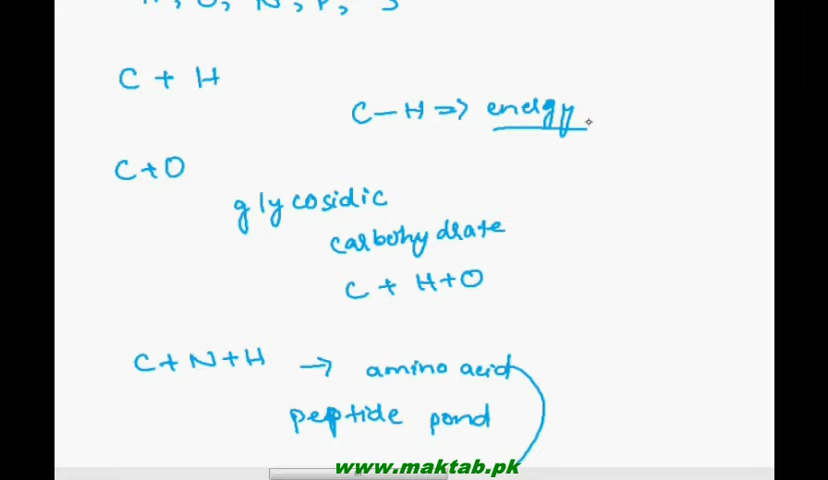 H, O, N, P, S
C + H
C-H => energy
C+O
glycosidic
carbohydrate
C + H+O
C+N+H → amino acid
peptide pond
www.maktab.pk